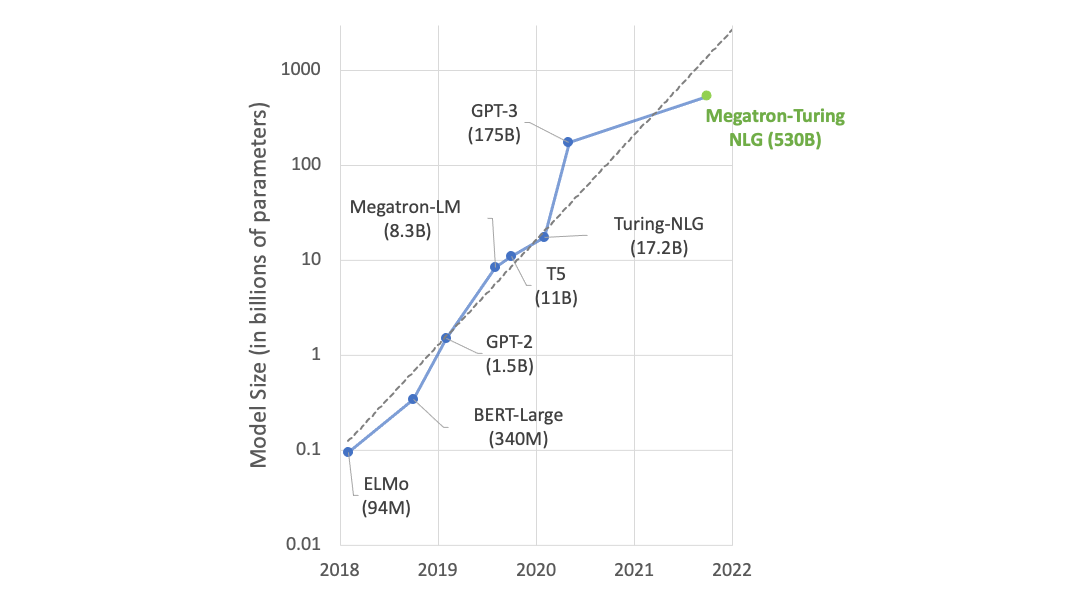 Model Size (in billions of parameters)
1000
100
10
1
0.1
0.01
2018
2019
2020
2021
2022
ELMo
(94M)
BERT-Large
(340M)
GPT-2
(1.5B)
Megatron-LM
(8.3B)
T5
(11B)
Turing-NLG
(17.2B)
GPT-3
(175B)
Megatron-Turing
NLG (530B)